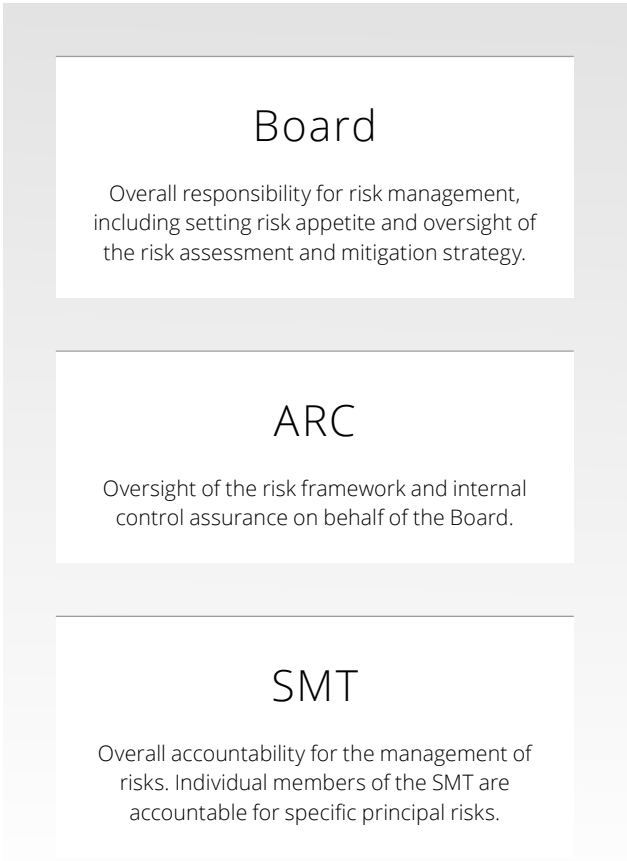 Board
Overall responsibility for risk management,
including setting risk appetite and oversight of
the risk assessment and mitigation strategy.
ARC
Oversight of the risk framework and internal
control assurance on behalf of the Board.
SMT
Overall accountability for the management of
risks. Individual members of the SMT are
accountable for specific principal risks.